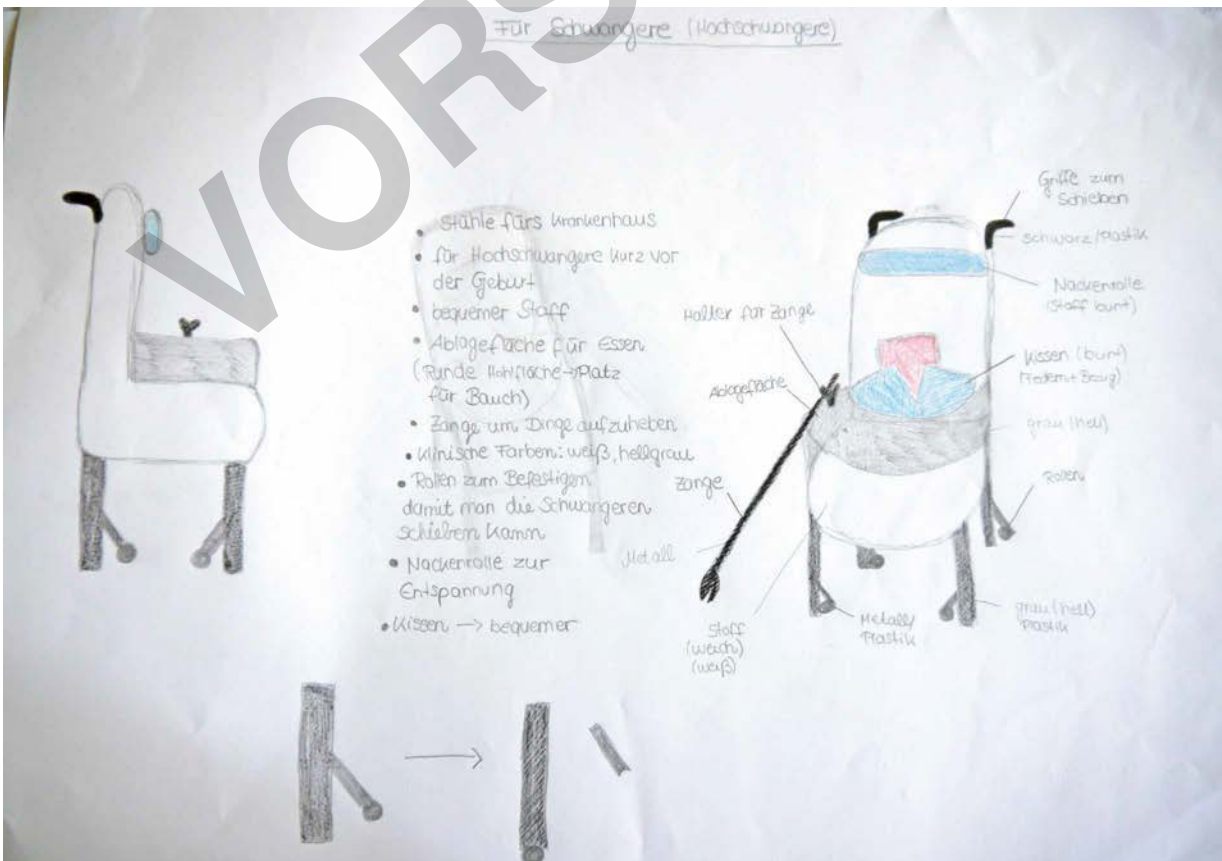 Für Schwangere (Hochschwangere)
VORS
• Stühle fürs Krankenhaus
• für Hochschwangere kurz vor
der Geburt
• bequemer Stoff
• Ablagefläche für Essen
(Runde Hohlfläche → Platz
für Bauch)
• Zange um Dinge aufzuheben
• klinische Farben: weiß, hellgrau
• Rollen zum Befestigen
damit man die Schwangeren
schieben kann
• Nackenrolle zur
Entspannung
• Kissen → bequemer
Halter für Zange
Ablagefläche
Zange
Metall
Stoff
(weich)
(weiß)
Metall/
Plastik
Griffe zum
Schieben
schwarz/Plastik
Nackenrolle
(Stoff bunt)
Kissen (bunt)
(Federn+Bezug)
grau (hell)
Rollen
grau (hell)
Plastik